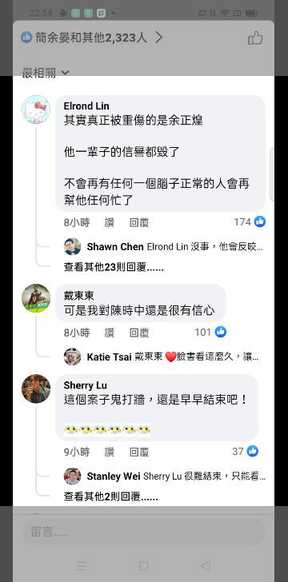 22:54
簡余晏和其他2,323人
最相關
Elrond Lin
其實真正被重傷的是余正煌
他一輩子的信譽都毀了
不會再有任何一個腦子正常的人會再
幫他任何忙了
8小時 讚 回覆 174
Shawn Chen Elrond Lin 沒事，他會反咬...
查看其他23則回覆......
戴東東
可是我對陳時中還是很有信心
8小時 讚 回覆 101
Katie Tsai 戴東東 ❤️臉害看這麼久，讓...
Sherry Lu
這個案子鬼打牆，還是早早結束吧！
9小時 讚 回覆 37
Stanley Wei Sherry Lu 很難結束，只能看...
查看其他2則回覆......
留言......